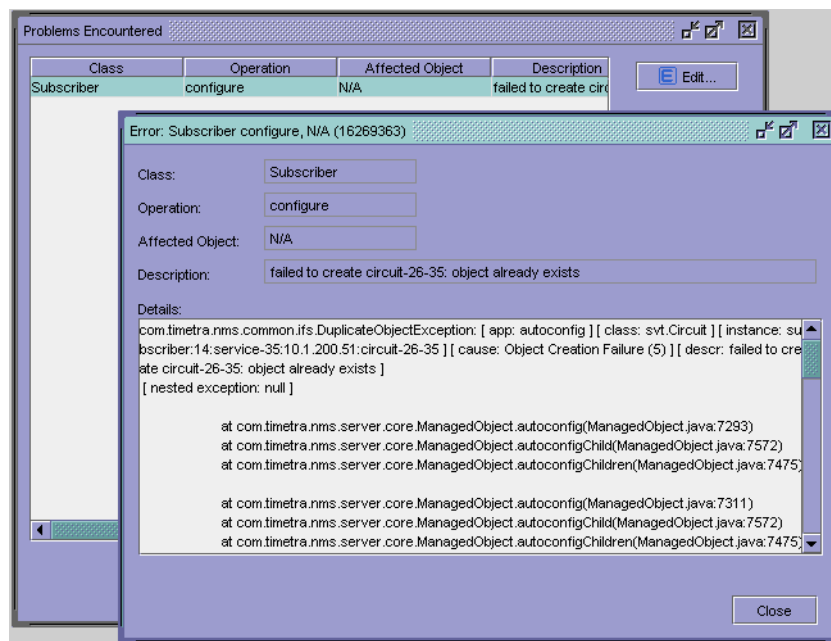 Problems Encountered
Class Operation Affected Object Description
Subscriber configure N/A failed to create circ
Edit...
Error: Subscriber configure, N/A (16269363)
Class: Subscriber
Operation: configure
Affected Object: N/A
Description: failed to create circuit-26-35: object already exists
Details:
com.timetra.nms.common.ifs.DuplicateObjectException: [ app: autoconfig ] [ class: svt.Circuit ] [ instance: su
bscriber:14:service-35:10.1.200.51:circuit-26-35 ] [ cause: Object Creation Failure (5) ] [ descr: failed to cre
ate circuit-26-35: object already exists ]
[ nested exception: null ]
at com.timetra.nms.server.core.ManagedObject.autoconfig(ManagedObject.java:7293)
at com.timetra.nms.server.core.ManagedObject.autoconfigChild(ManagedObject.java:7572)
at com.timetra.nms.server.core.ManagedObject.autoconfigChildren(ManagedObject.java:7475)
at com.timetra.nms.server.core.ManagedObject.autoconfig(ManagedObject.java:7311)
at com.timetra.nms.server.core.ManagedObject.autoconfigChild(ManagedObject.java:7572)
at com.timetra.nms.server.core.ManagedObject.autoconfigChildren(ManagedObject.java:7475)
Close